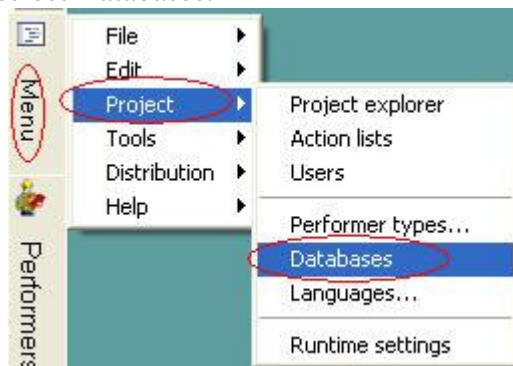 Menu
Performers
File
Edit
Project
Tools
Distribution
Help
Project explorer
Action lists
Users
Performer types...
Databases
Languages...
Runtime settings